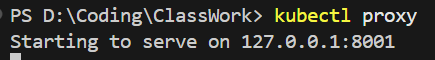 PS D:\Coding\ClassWork> kubectl proxy
Starting to serve on 127.0.0.1:8001